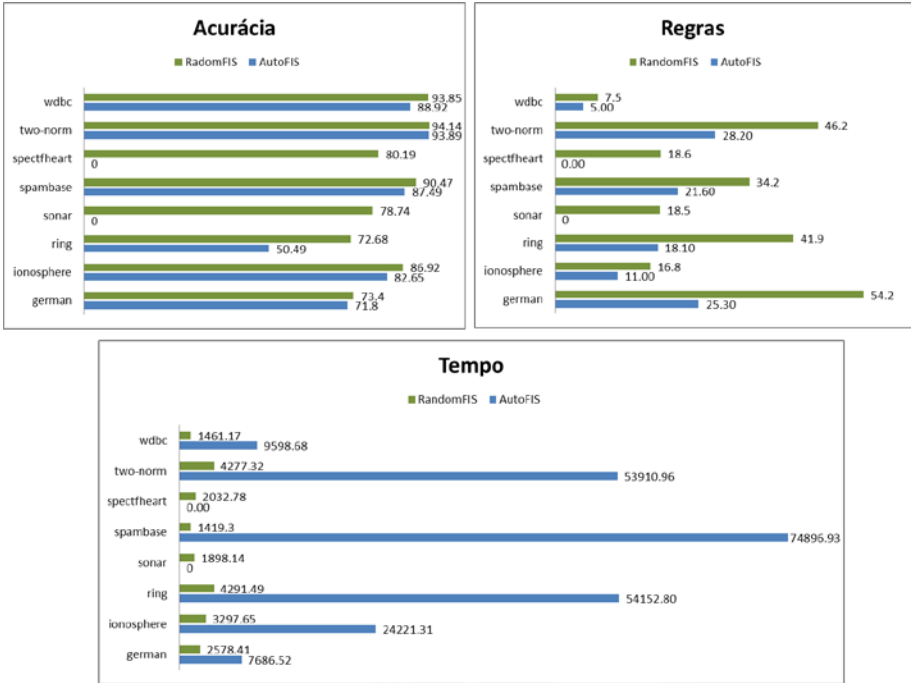 Acurácia
RadomFIS AutoFIS
wdbc 93.85
88.92
two-norm 94.14
93.89
spectfheart 80.19
0
spambase 90.47
87.49
sonar 78.74
0
ring 72.68
50.49
ionosphere 86.92
82.65
german 73.4
71.8
Regras
RandomFIS AutoFIS
wdbc 7.5
5.00
two-norm 46.2
28.20
spectfheart 18.6
0.00
spambase 34.2
21.60
sonar 18.5
0
ring 41.9
18.10
ionosphere 16.8
11.00
german 54.2
25.30
Tempo
RandomFIS AutoFIS
wdbc 1461.17
9598.68
two-norm 4277.32
53910.96
spectfheart 2032.78
0.00
spambase 1419.3
74896.93
sonar 1898.14
0
ring 4291.49
54152.80
ionosphere 3297.65
24221.31
german 2578.41
7686.52